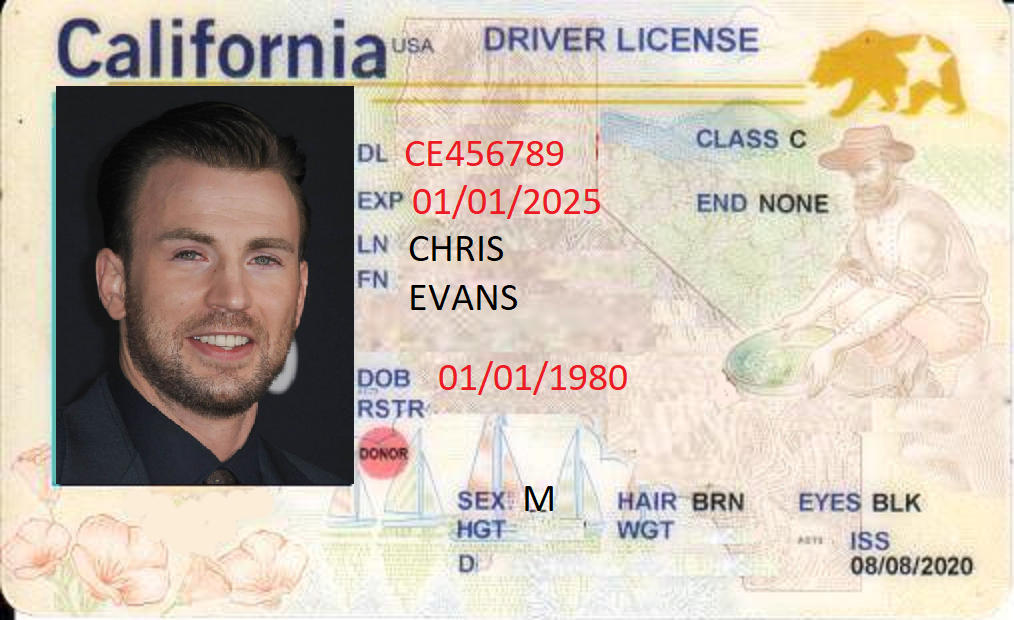 California USA DRIVER LICENSE
DL CE456789
CLASS C
EXP 01/01/2025
END NONE
LN CHRIS
FN EVANS
DOB 01/01/1980
RSTR
DONOR
SEX M HAIR BRN EYES BLK
HGT WGT
ISS
08/08/2020